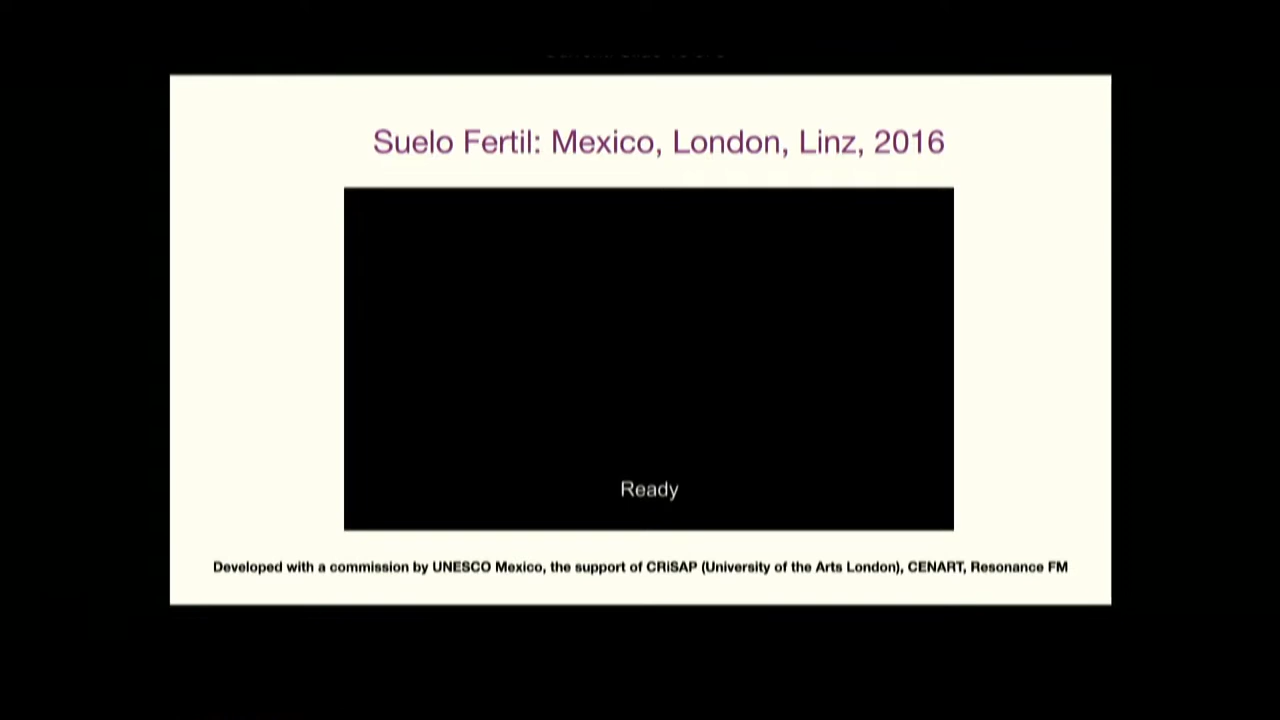 Suelo Fertil: Mexico, London, Linz, 2016
Ready
Developed with a commission by UNESCO Mexico, the support of CRiSAP (University of the Arts London), CENART, Resonance FM